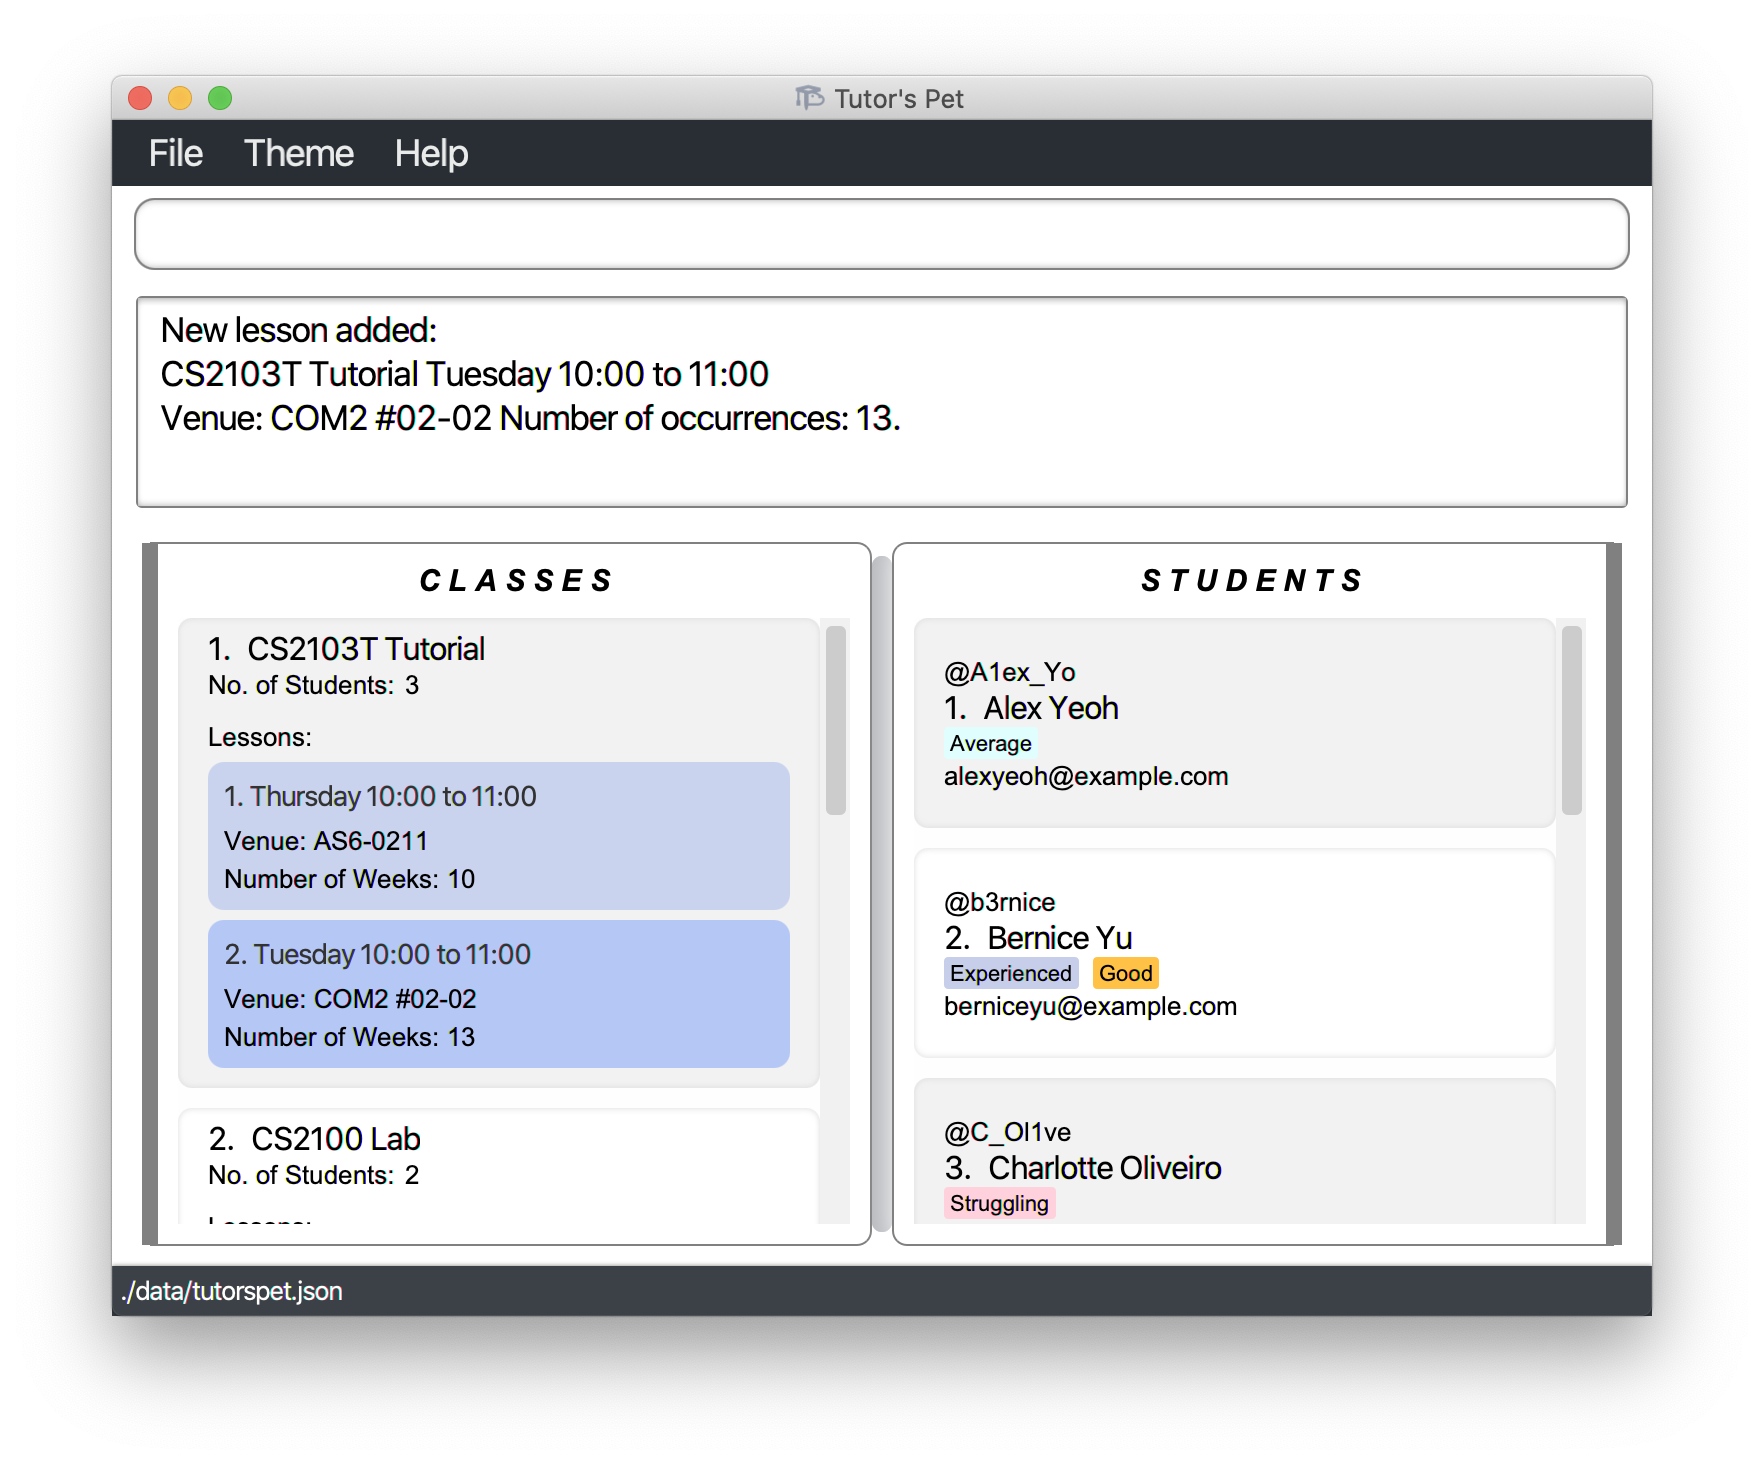 Tutor's Pet
File Theme Help
New lesson added:
CS2103T Tutorial Tuesday 10:00 to 11:00
Venue: COM2 #02-02 Number of occurrences: 13.
CLASSES
1. CS2103T Tutorial
No. of Students: 3
Lessons:
1. Thursday 10:00 to 11:00
Venue: AS6-0211
Number of Weeks: 10
2. Tuesday 10:00 to 11:00
Venue: COM2 #02-02
Number of Weeks: 13
2. CS2100 Lab
No. of Students: 2
Lessons:
STUDENTS
@A1ex_Yo
1. Alex Yeoh
Average
alexyeoh@example.com
@b3rnice
2. Bernice Yu
Experienced Good
berniceyu@example.com
@C_Ol1ve
3. Charlotte Oliveiro
Struggling
./data/tutorspet.json